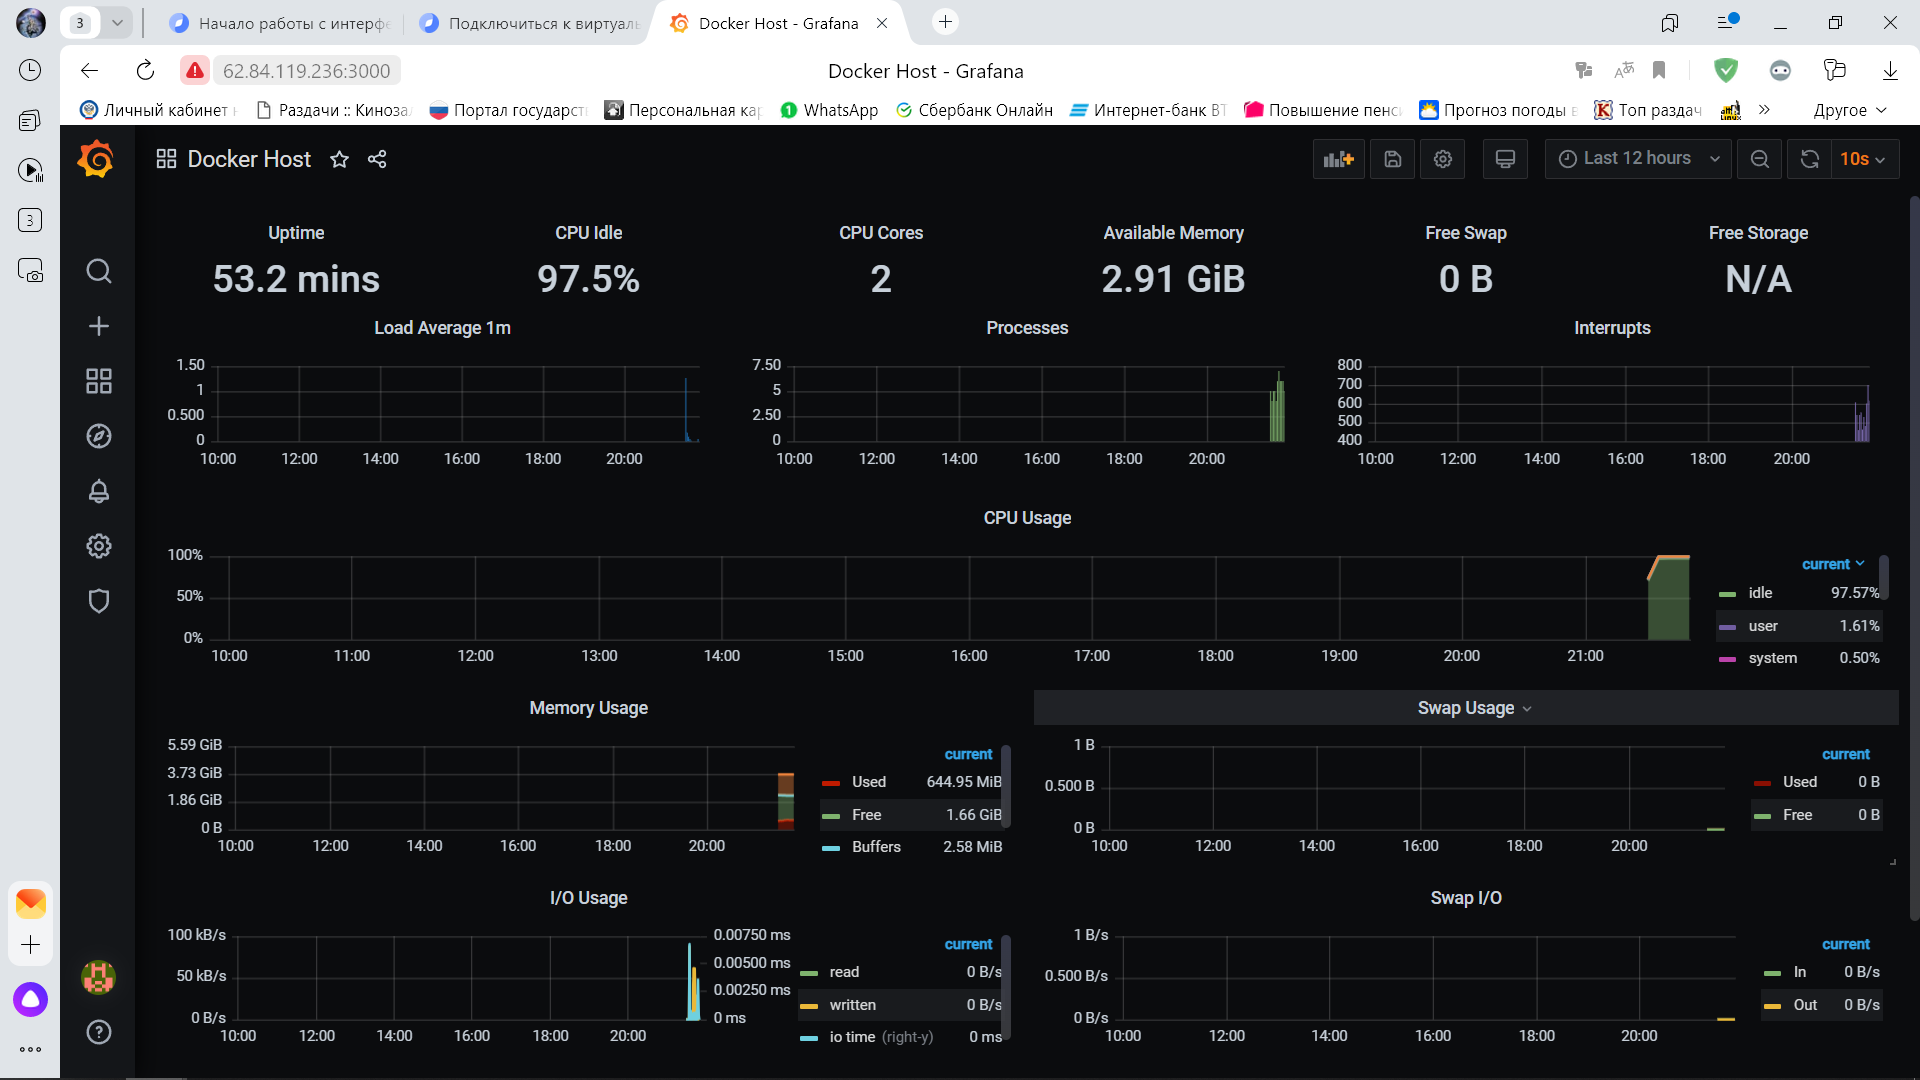 3
Начало работы с интерфе
Подключиться к виртуаль
Docker Host - Grafana
62.84.119.236:3000
Docker Host - Grafana
Личный кабинет н
Раздачи :: Кинозал
Портал государст
Персональная кар
1 WhatsApp
Сбербанк Онлайн
Интернет-банк ВТ
Повышение пенс
Прогноз погоды в
Топ раздач
»
Другое
3
Docker Host
Last 12 hours
10s
Uptime
CPU Idle
CPU Cores
Available Memory
Free Swap
Free Storage
53.2 mins
97.5%
2
2.91 GiB
0 B
N/A
Load Average 1m
1.50
1
0.500
0
10:00 12:00 14:00 16:00 18:00 20:00
Processes
7.50
5
2.50
0
10:00 12:00 14:00 16:00 18:00 20:00
Interrupts
800
700
600
500
400
10:00 12:00 14:00 16:00 18:00 20:00
CPU Usage
100%
50%
0%
10:00 11:00 12:00 13:00 14:00 15:00 16:00 17:00 18:00 19:00 20:00 21:00
current
idle 97.57%
user 1.61%
system 0.50%
Memory Usage
5.59 GiB
3.73 GiB
1.86 GiB
0 B
10:00 12:00 14:00 16:00 18:00 20:00
current
Used 644.95 MiB
Free 1.66 GiB
Buffers 2.58 MiB
Swap Usage
1 B
0.500 B
0 B
10:00 12:00 14:00 16:00 18:00 20:00
current
Used 0 B
Free 0 B
I/O Usage
100 kB/s
50 kB/s
0 B/s
0.00750 ms
0.00500 ms
0.00250 ms
0 ms
10:00 12:00 14:00 16:00 18:00 20:00
current
read 0 B/s
written 0 B/s
io time (right-y) 0 ms
Swap I/O
1 B/s
0.500 B/s
0 B/s
10:00 12:00 14:00 16:00 18:00 20:00
current
In 0 B/s
Out 0 B/s